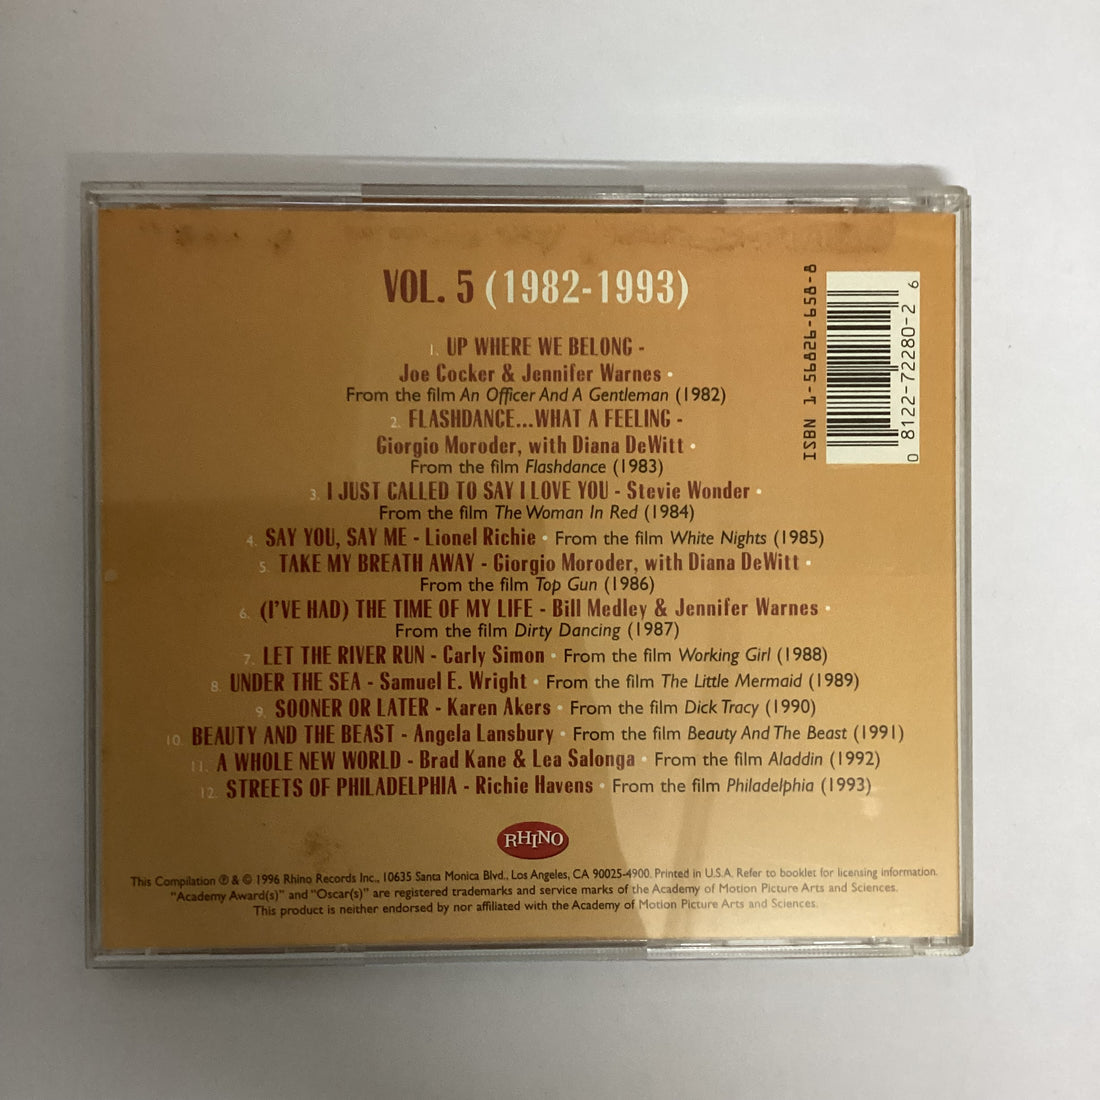 VOL. 5 (1982-1993)
1. UP WHERE WE BELONG -
Joe Cocker & Jennifer Warnes •
From the film An Officer And A Gentleman (1982)
2. FLASHDANCE...WHAT A FEELING -
Giorgio Moroder, with Diana DeWitt •
From the film Flashdance (1983)
3. I JUST CALLED TO SAY I LOVE YOU - Stevie Wonder •
From the film The Woman In Red (1984)
4. SAY YOU, SAY ME - Lionel Richie • From the film White Nights (1985)
5. TAKE MY BREATH AWAY - Giorgio Moroder, with Diana DeWitt •
From the film Top Gun (1986)
6. (I'VE HAD) THE TIME OF MY LIFE - Bill Medley & Jennifer Warnes •
From the film Dirty Dancing (1987)
7. LET THE RIVER RUN - Carly Simon • From the film Working Girl (1988)
8. UNDER THE SEA - Samuel E. Wright • From the film The Little Mermaid (1989)
9. SOONER OR LATER - Karen Akers • From the film Dick Tracy (1990)
10. BEAUTY AND THE BEAST - Angela Lansbury • From the film Beauty And The Beast (1991)
11. A WHOLE NEW WORLD - Brad Kane & Lea Salonga • From the film Aladdin (1992)
12. STREETS OF PHILADELPHIA - Richie Havens • From the film Philadelphia (1993)
ISBN 1-56826-658-8
0 8122-72280-2 6
RHINO
This Compilation ℗ & © 1996 Rhino Records Inc., 10635 Santa Monica Blvd., Los Angeles, CA 90025-4900. Printed in U.S.A. Refer to booklet for licensing information.
"Academy Award(s)" and "Oscar(s)" are registered trademarks and service marks of the Academy of Motion Picture Arts and Sciences.
This product is neither endorsed by nor affiliated with the Academy of Motion Picture Arts and Sciences.